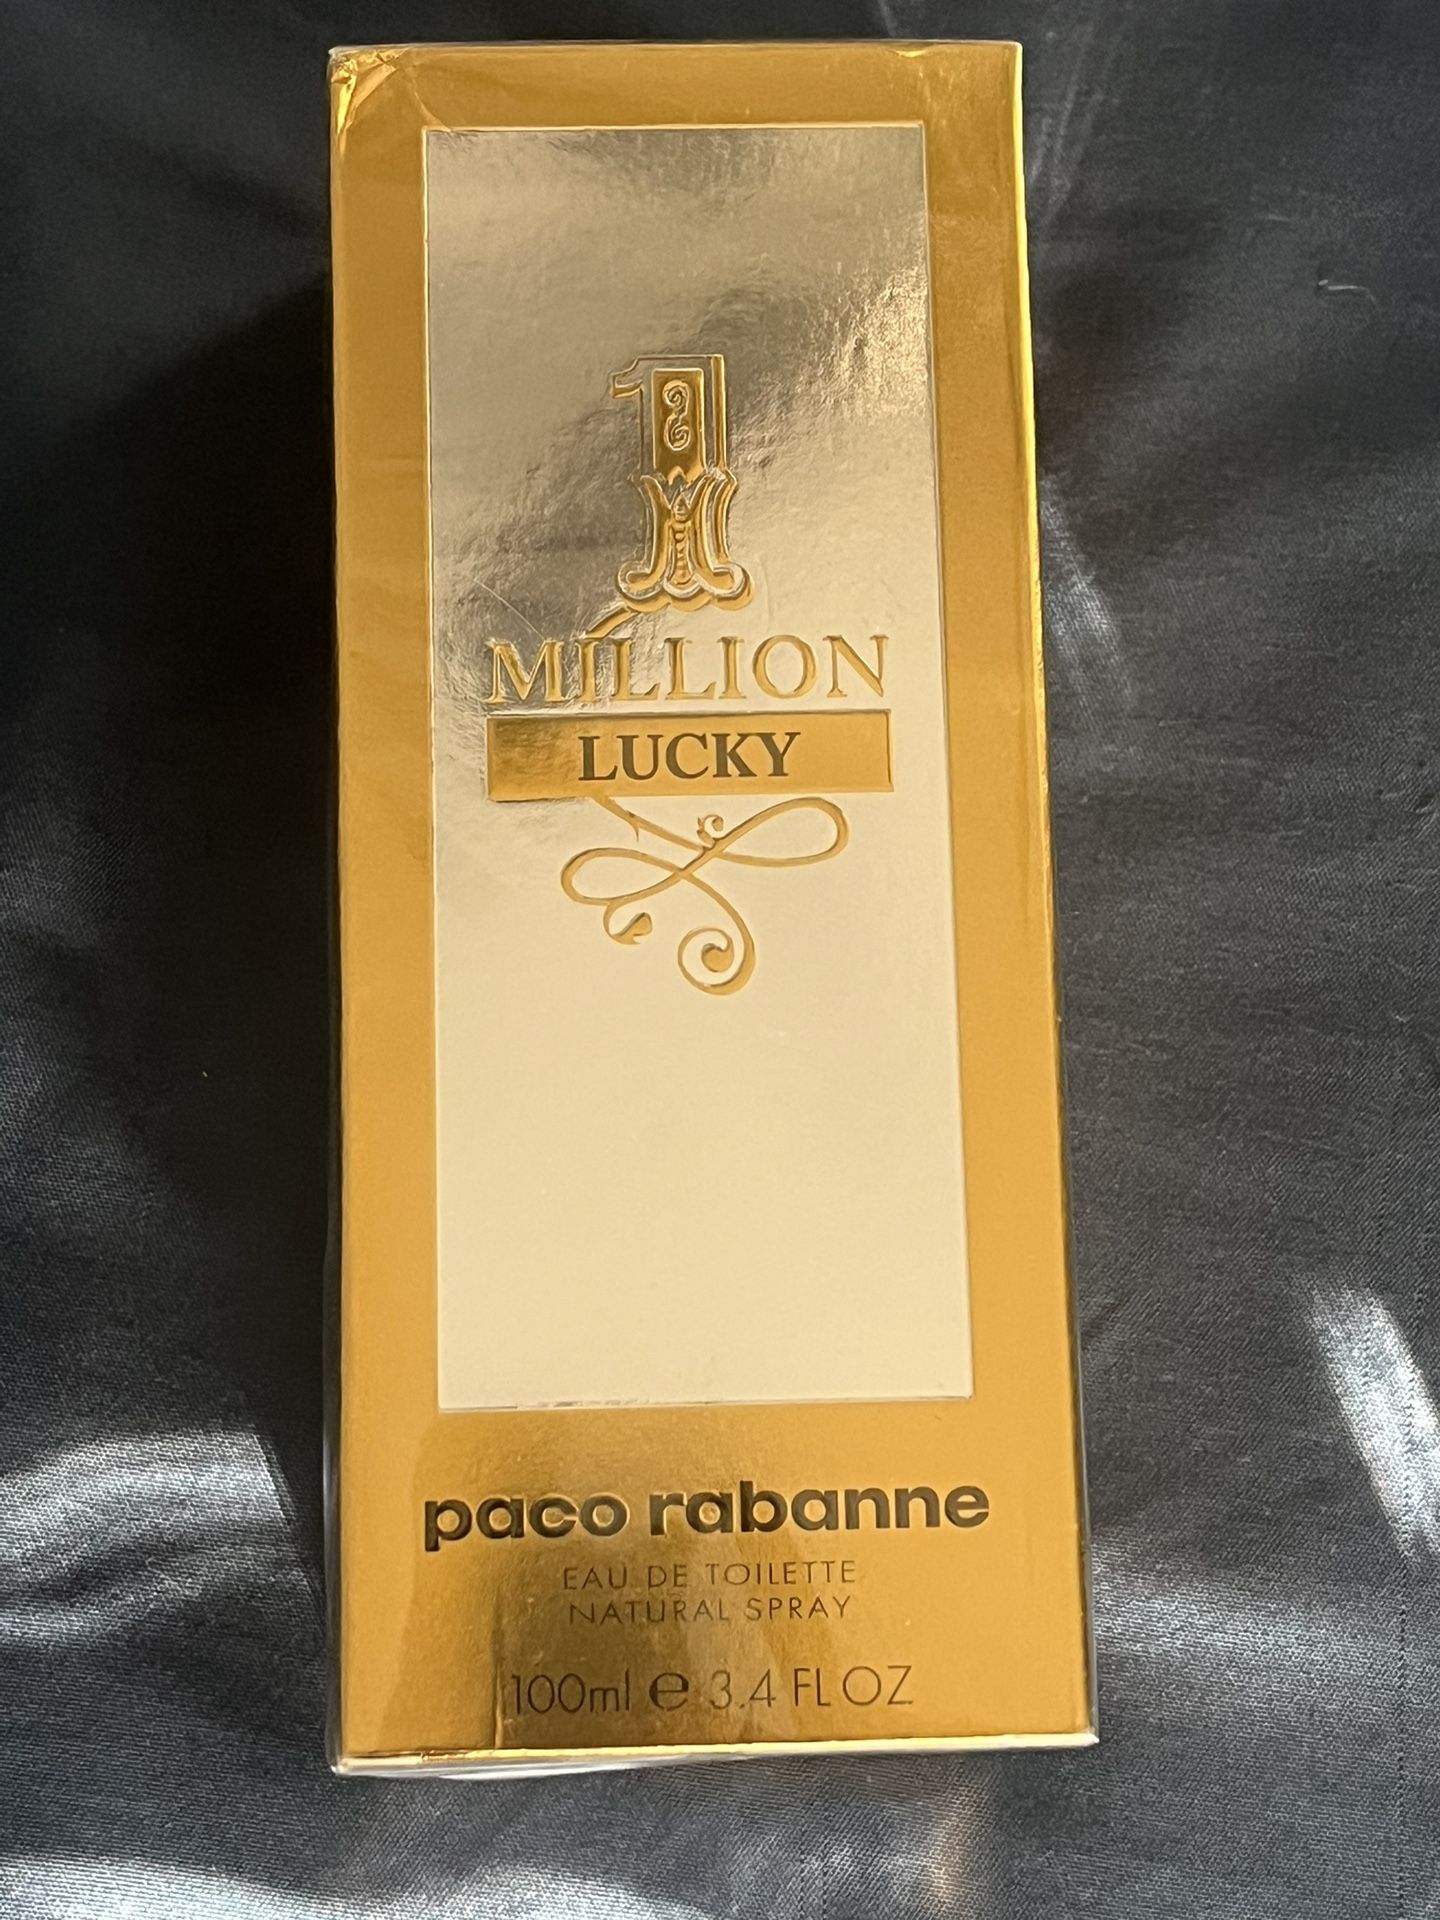 1
MILLION
LUCKY
paco rabanne
EAU DE TOILETTE
NATURAL SPRAY
100ml ℮ 3.4 FL OZ